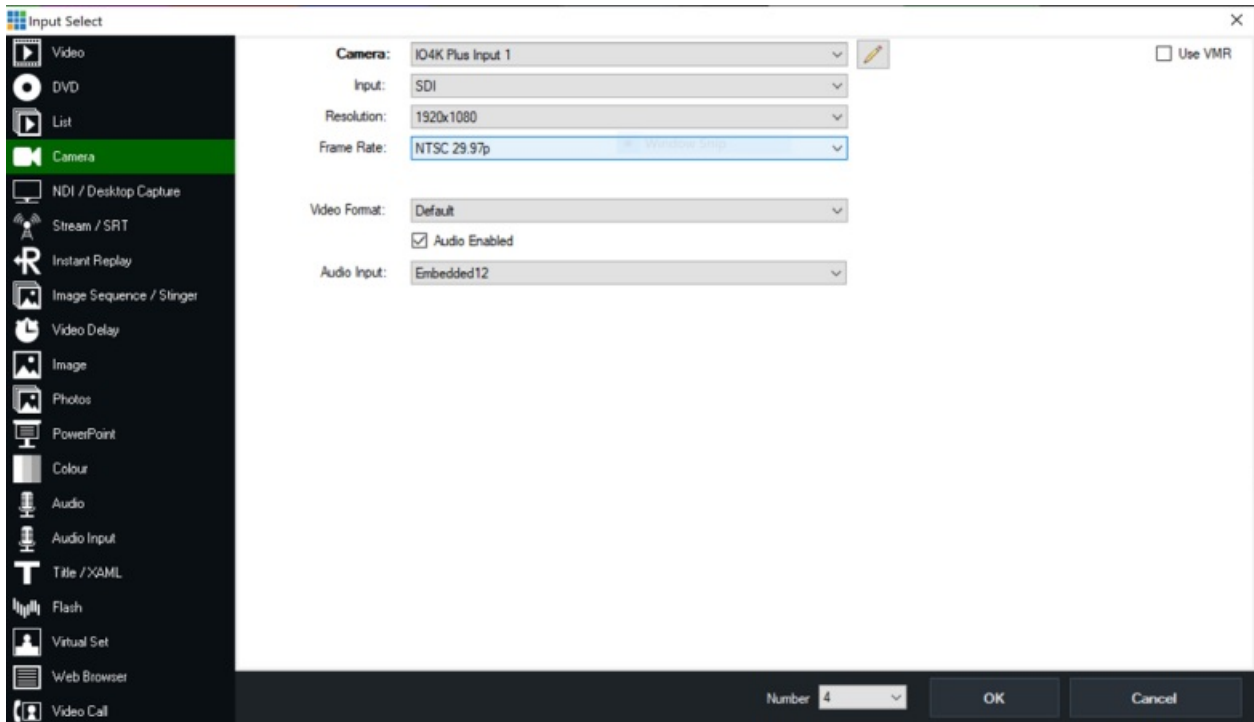 Input Select
Video
DVD
List
Camera
NDI / Desktop Capture
Stream / SRT
Instant Replay
Image Sequence / Stinger
Video Delay
Image
Photos
PowerPoint
Colour
Audio
Audio Input
Title / XAML
Flash
Virtual Set
Web Browser
Video Call
Camera: IO4K Plus Input 1
Use VMR
Input: SDI
Resolution: 1920x1080
Frame Rate: NTSC 29.97p
Window Snip
Video Format: Default
Audio Enabled
Audio Input: Embedded12
Number 4 OK Cancel